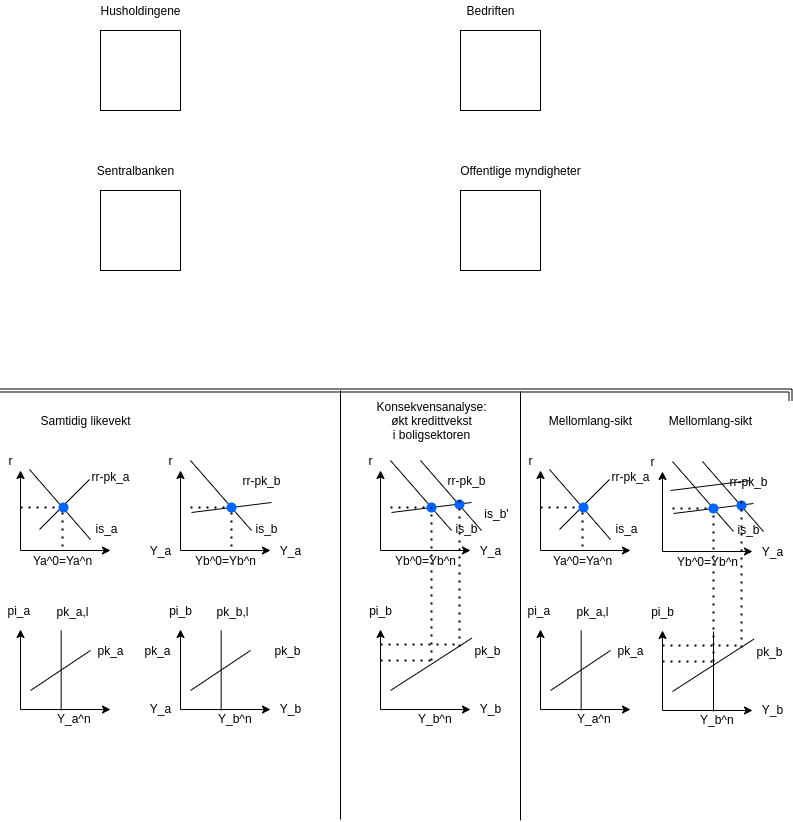 Husholdingene
Bedriften
Sentralbanken
Offentlige myndigheter
Samtidig likevekt
Konsekvensanalyse:
økt kredittvekst
i boligsektoren
Mellomlang-sikt
Mellomlang-sikt
r
rr-pk_a
is_a
Ya^0=Ya^n
Y_a
r
rr-pk_b
is_b
Yb^0=Yb^n
Y_a
r
rr-pk_b
is_b'
is_b
Yb^0=Yb^n
Y_a
r
rr-pk_a
is_a
Ya^0=Ya^n
r
rr-pk_b
is_b
Yb^0=Yb^n
Y_a
pi_a
pk_a,l
pk_a
Y_a^n
Y_a
pi_b
pk_b,l
pk_a
pk_b
Y_b^n
Y_b
pi_b
pk_b
Y_b^n
Y_b
pi_a
pk_a,l
pk_a
Y_a^n
pi_b
pk_b
Y_b^n
Y_b